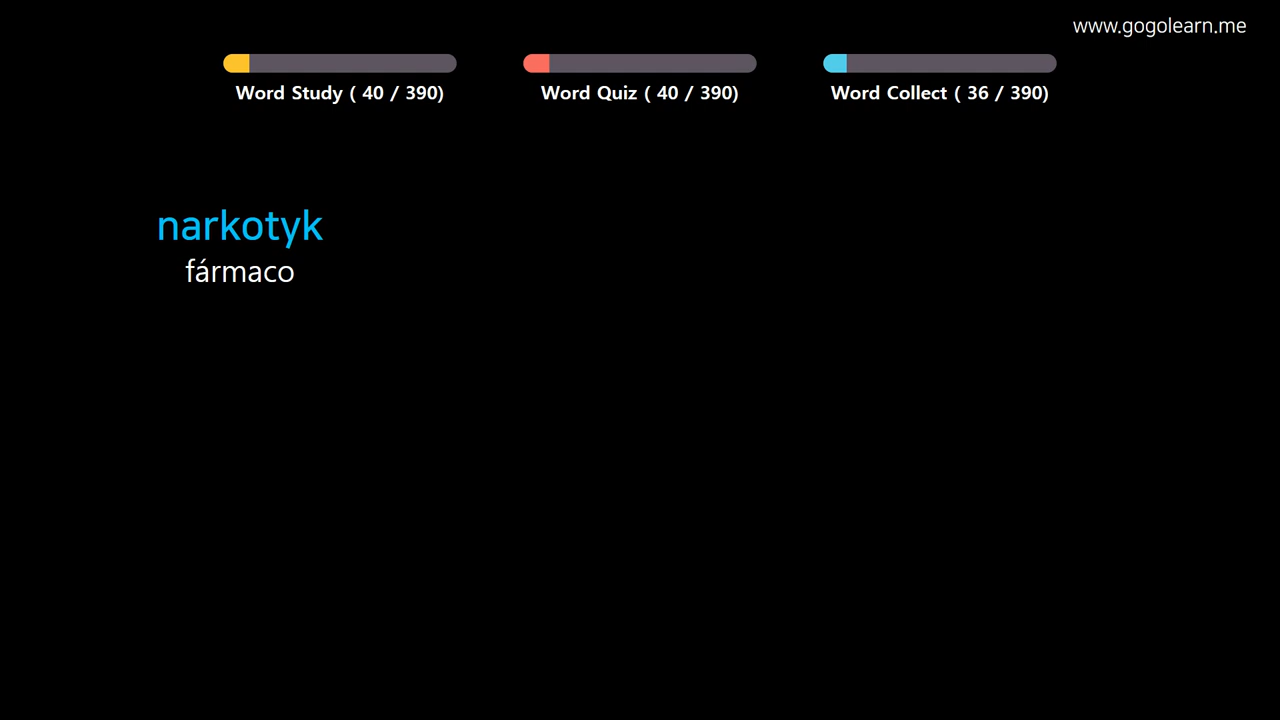 www.gogolearn.me
Word Study ( 40 / 390)
Word Quiz ( 40 / 390)
Word Collect ( 36 / 390)
narkotyk
fármaco